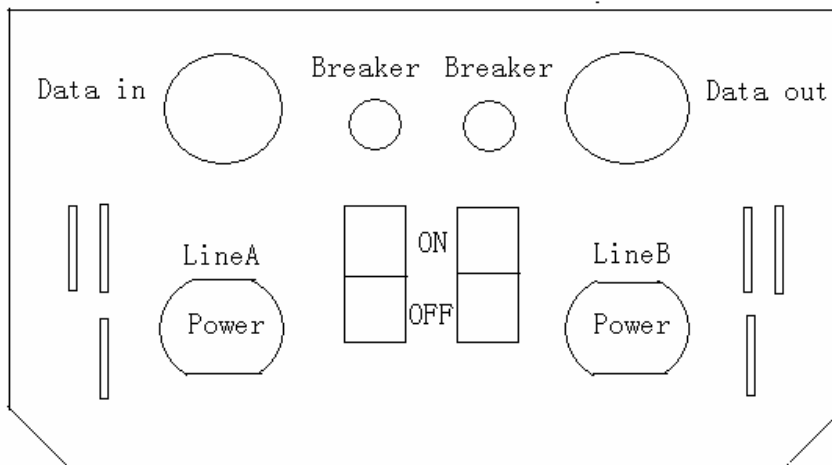 Breaker Breaker
Data in
Data out
ON
LineA
LineB
OFF
Power
Power